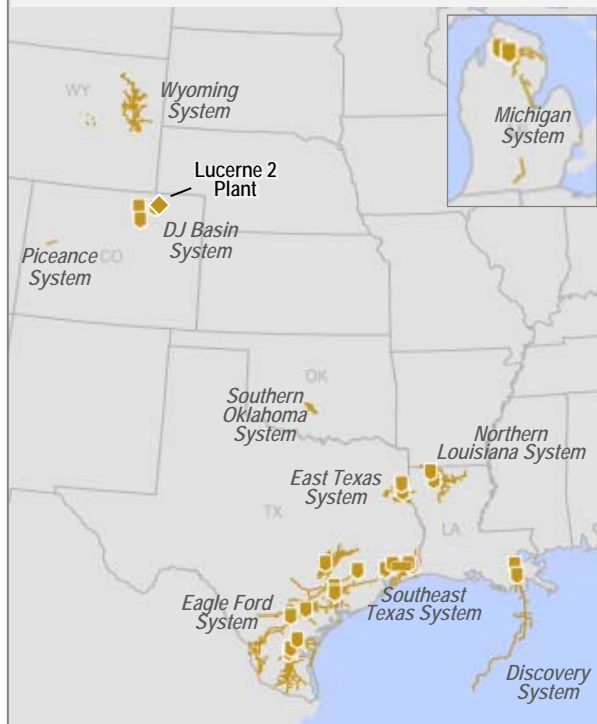 WY
Wyoming
System
Michigan
System
Lucerne 2
Plant
DJ Basin
System
Piceance
System
CO
OK
Southern
Oklahoma
System
Northern
Louisiana System
East Texas
System
TX
LA
Eagle Ford
System
Southeast
Texas System
Discovery
System